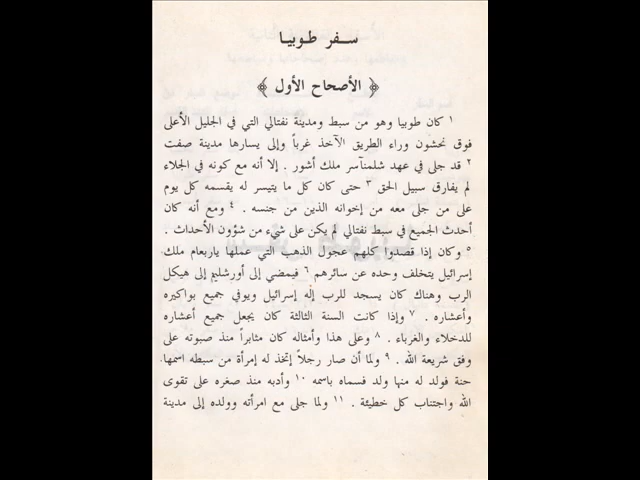 سفر طوبيا
﴿ الأصحاح الأول ﴾
١ كان طوبيا وهو من سبط ومدينة نفتالي التي في الجليل الأعلى
فوق نحشون وراء الطريق الآخذ غرباً وإلى يسارها مدينة صفت
٢ قد جلى في عهد شلمنآسر ملك أشور . إلا أنه مع كونه في الجلاء
لم يفارق سبيل الحق ٣ حتى كان كل ما يتيسر له يقسمه كل يوم
على من جلى معه من إخوانه الذين من جنسه . ٤ ومع أنه كان
أحدث الجميع في سبط نفتالي لم يكن على شيء من شؤون الأحداث .
٥ وكان إذا قصدوا كلهم عجول الذهب التي عملها ياربعام ملك
إسرائيل يتخلف وحده عن سائرهم ٦ فيمضي إلى أورشليم إلى هيكل
الرب وهناك كان يسجد للرب إله إسرائيل ويوفي جميع بواكيره
وأعشاره . ٧ وإذا كانت السنة الثالثة كان يجعل جميع أعشاره
للدخلاء والغرباء . ٨ وعلى هذا وأمثاله كان مثابراً منذ صبوته على
وفق شريعة الله . ٩ ولما أن صار رجلاً إتخذ له إمرأة من سبطه اسمها
حنة فولد له منها ولد فسماه باسمه ١٠ وأدبه منذ صغره على تقوى
الله واجتناب كل خطيئة . ١١ ولما جلى مع امرأته وولده إلى مدينة